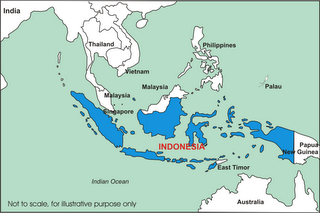 India
Thailand
Philippines
Vietnam
Palau
Malaysia
Malaysia
Singapore
INDONESIA
Papua
New Guinea
East Timor
Indian Ocean
Australia
Not to scale, for illustrative purpose only